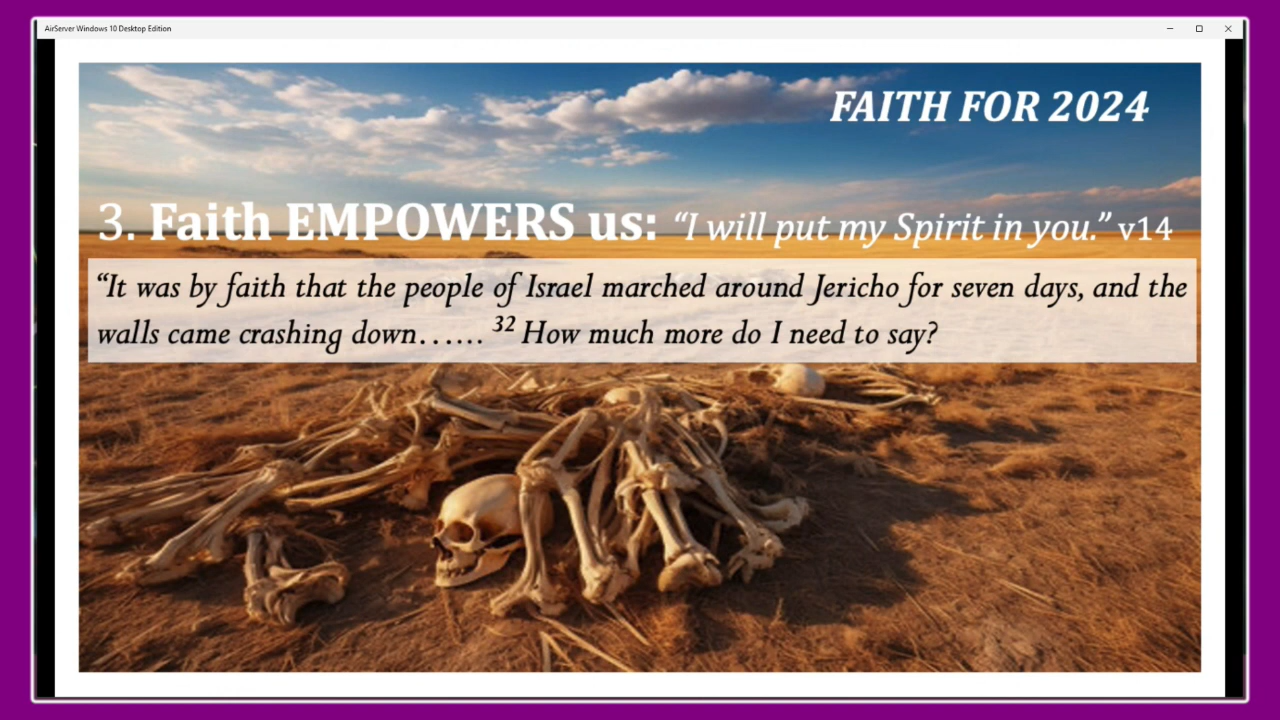 AirServer Windows 10 Desktop Edition
FAITH FOR 2024
3. Faith EMPOWERS us: “I will put my Spirit in you.” v14
“It was by faith that the people of Israel marched around Jericho for seven days, and the
walls came crashing down…… 32 How much more do I need to say?